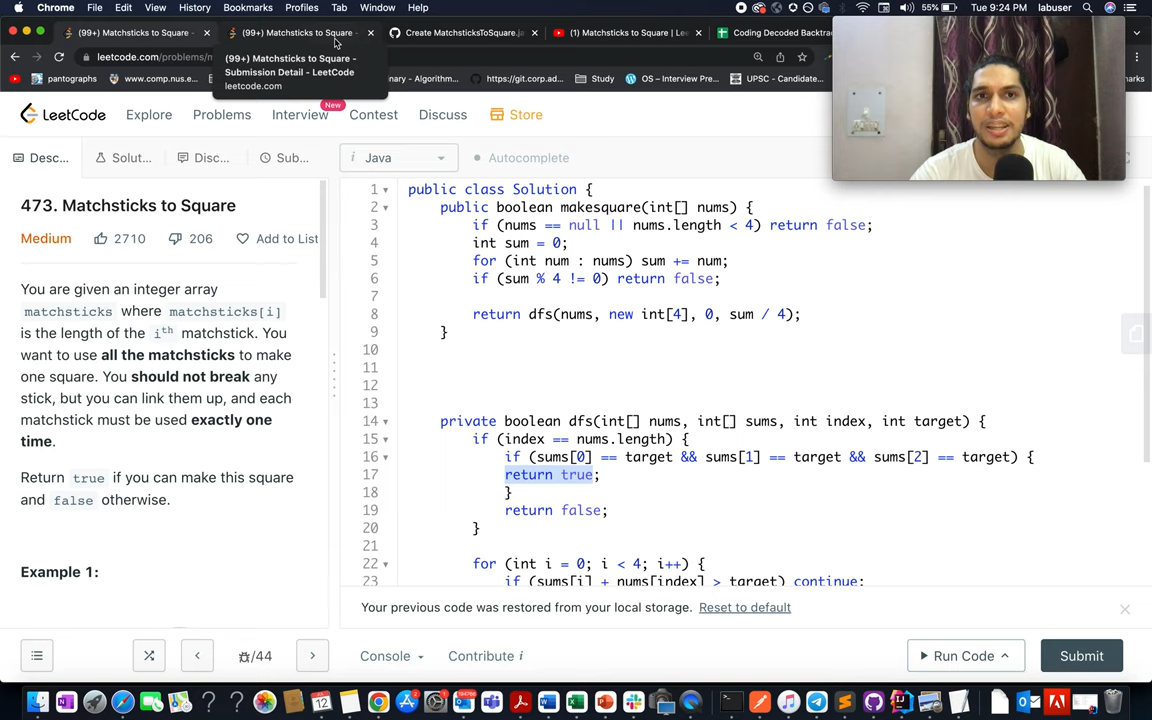 Chrome File Edit View History Bookmarks Profiles Tab Window Help 55% Tue 9:24 PM labuser
(99+) Matchsticks to Square - × (99+) Matchsticks to Square - × Create MatchsticksToSquare.ja × (1) Matchsticks to Square | Le × Coding Decoded Backtra
leetcode.com/problems/m
(99+) Matchsticks to Square -
Submission Detail - LeetCode
leetcode.com
pantographs www.comp.nus.e nary - Algorithm... https://git.corp.ad... Study OS – Interview Pre... UPSC - Candidate...
LeetCode Explore Problems Interview New Contest Discuss Store
Desc... Solut... Disc... Sub... i Java Autocomplete
473. Matchsticks to Square
Medium 2710 206 Add to List
You are given an integer array
matchsticks where matchsticks[i]
is the length of the ith matchstick. You
want to use all the matchsticks to make
one square. You should not break any
stick, but you can link them up, and each
matchstick must be used exactly one
time.
Return true if you can make this square
and false otherwise.
Example 1:
1 public class Solution {
2 public boolean makesquare(int[] nums) {
3 if (nums == null || nums.length < 4) return false;
4 int sum = 0;
5 for (int num : nums) sum += num;
6 if (sum % 4 != 0) return false;
7
8 return dfs(nums, new int[4], 0, sum / 4);
9 }
10
11
12
13
14 private boolean dfs(int[] nums, int[] sums, int index, int target) {
15 if (index == nums.length) {
16 if (sums[0] == target && sums[1] == target && sums[2] == target) {
17 return true;
18 }
19 return false;
20 }
21
22 for (int i = 0; i < 4; i++) {
23 if (sums[i] + nums[index] > target) continue;
Your previous code was restored from your local storage. Reset to default ×
/44 Console Contribute i Run Code Submit